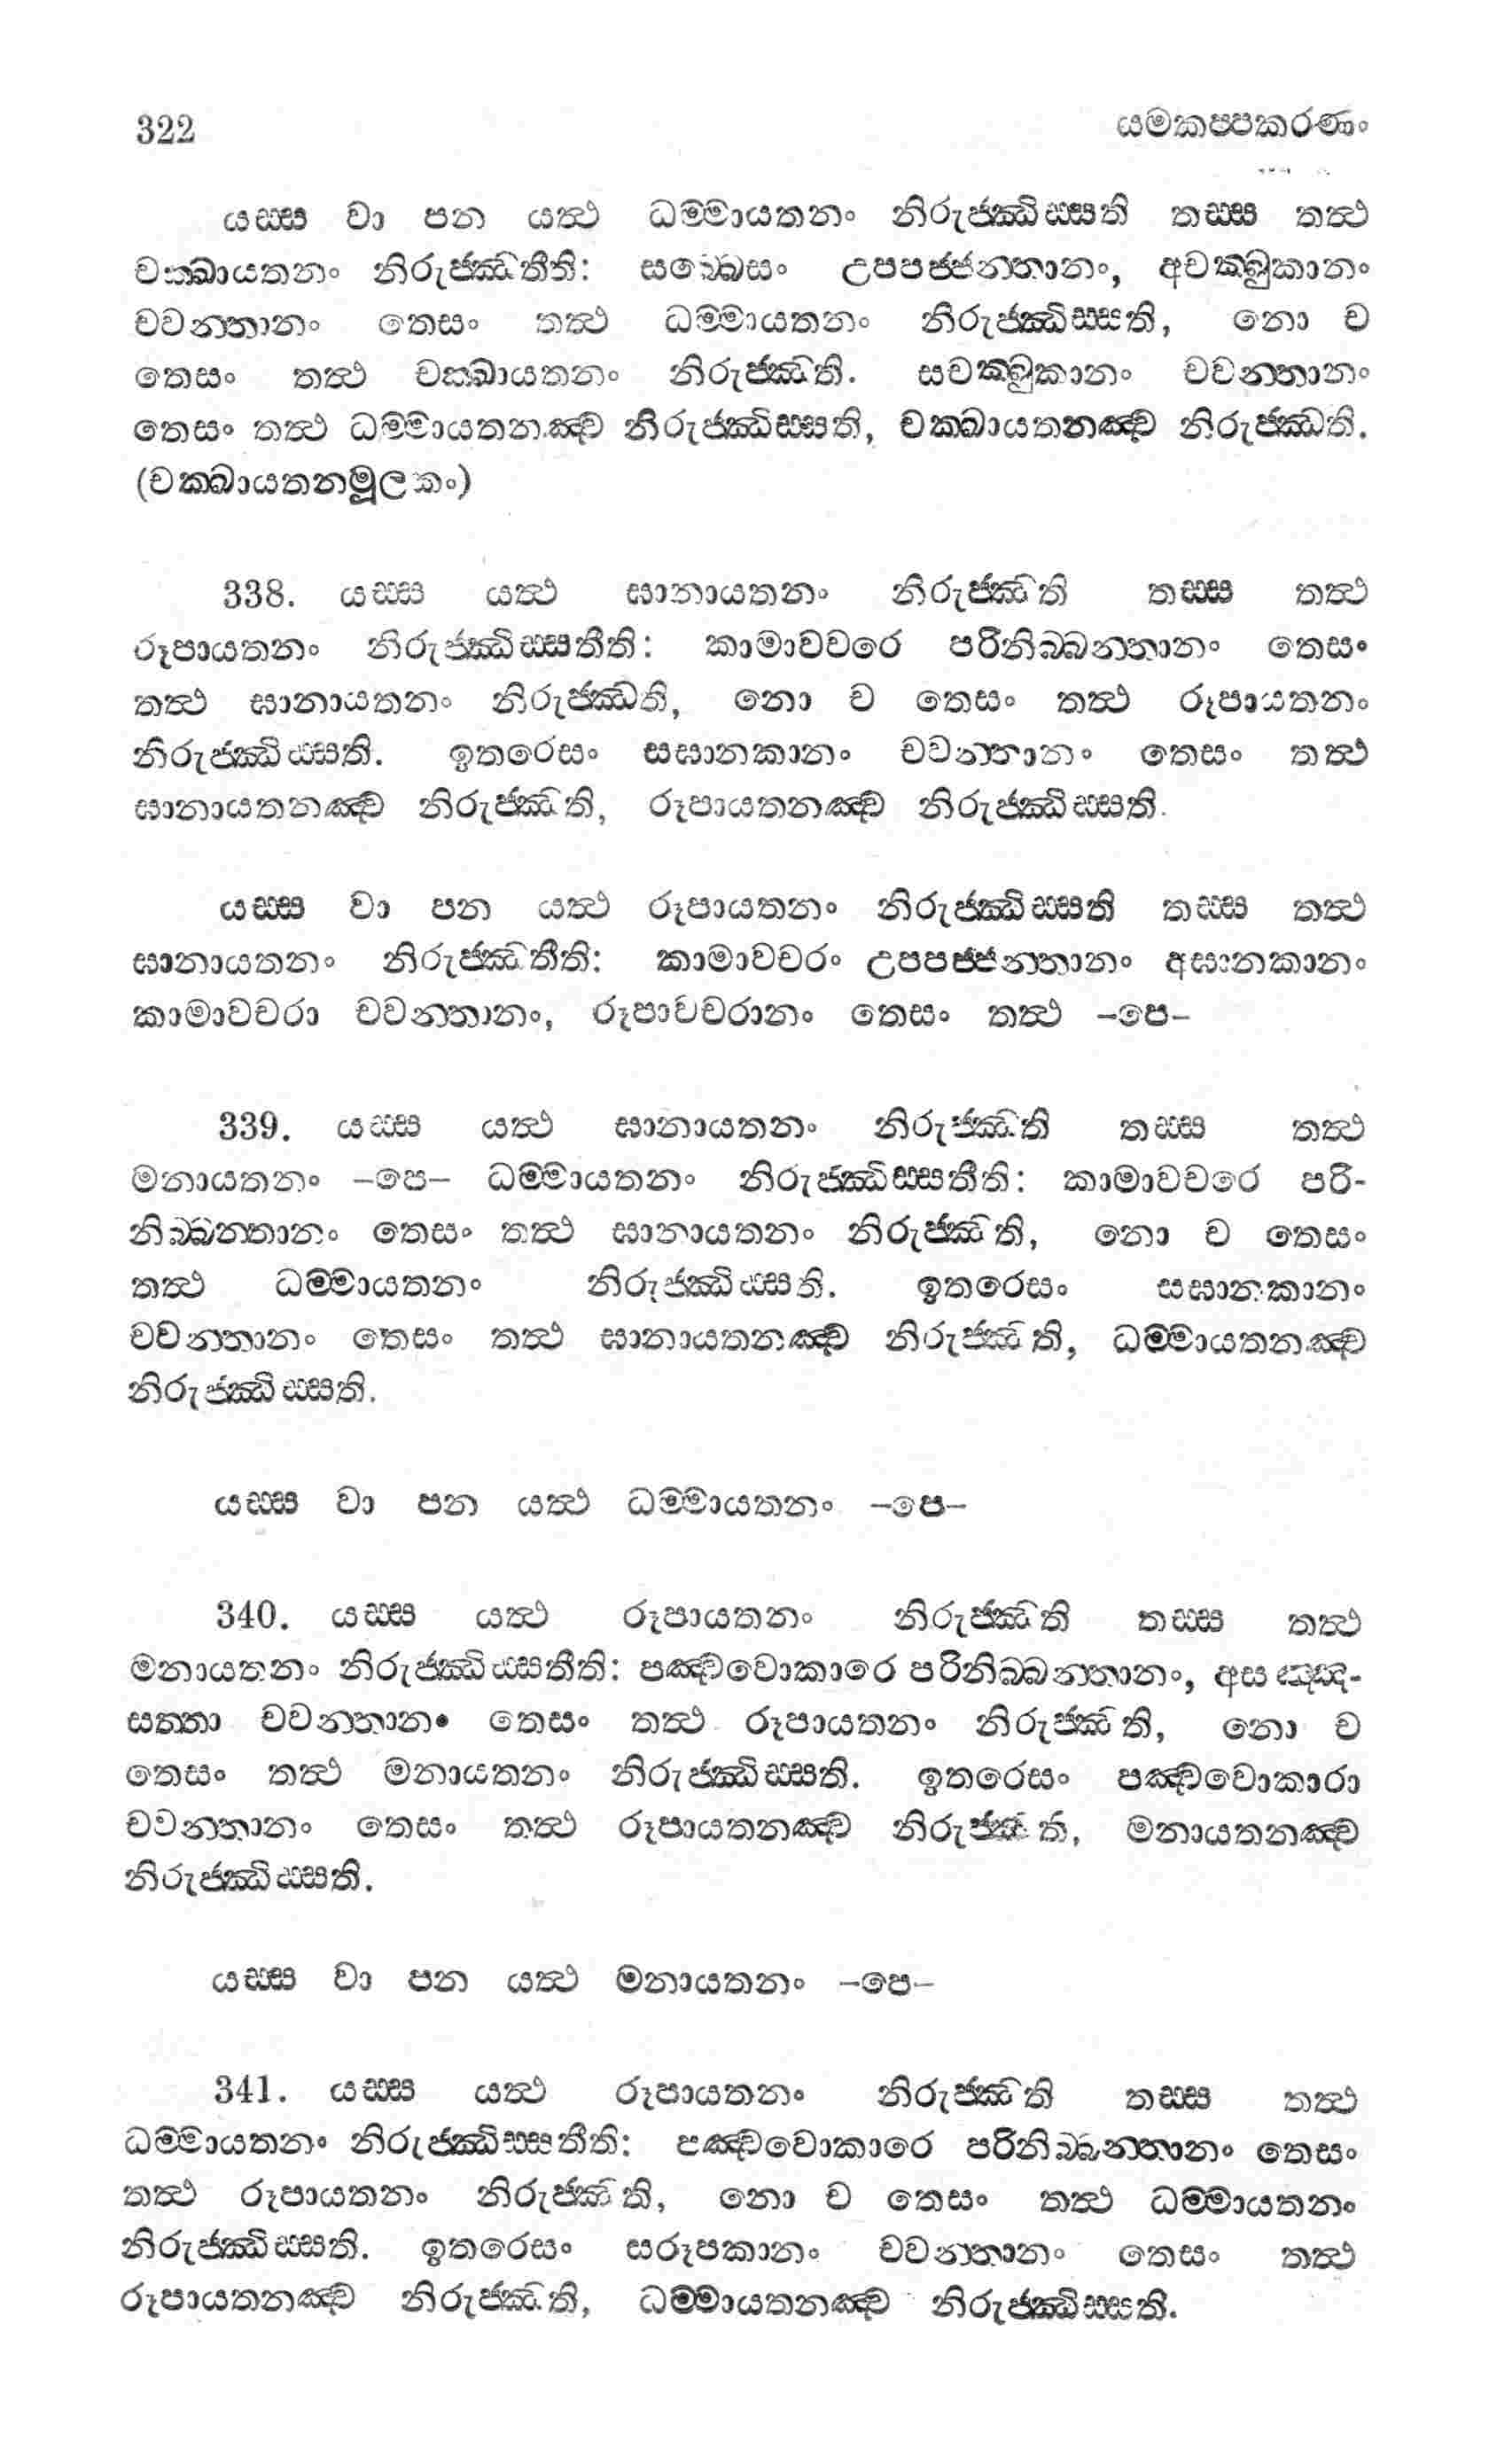 322 යමකප්පකරණං
යස්ස වා පන යත්ථ ධම්මායතනං නිරුජ්ඣිස්සති තස්ස තත්ථ
චක්ඛායතනං නිරුජ්ඣතීති: සබ්බෙසං උපපජ්ජන්තානං, අචක්ඛුකානං
චවන්තානං තෙසං තත්ථ ධම්මායතනං නිරුජ්ඣිස්සති, නො ච
තෙසං තත්ථ චක්ඛායතනං නිරුජ්ඣති. සචක්ඛුකානං චවන්තානං
තෙසං තත්ථ ධම්මායතනඤ්ච නිරුජ්ඣිස්සති, චක්ඛායතනඤ්ච නිරුජ්ඣති.
(චක්ඛායතනමූලකං)
338. යස්ස යත්ථ ඝානායතනං නිරුජ්ඣති තස්ස තත්ථ
රූපායතනං නිරුජ්ඣිස්සතීති: කාමාවචරෙ පරිනිබ්බන්තානං තෙසං
තත්ථ ඝානායතනං නිරුජ්ඣති, නො ච තෙසං තත්ථ රූපායතනං
නිරුජ්ඣිස්සති. ඉතරෙසං සඝානකානං චවන්තානං තෙසං තත්ථ
ඝානායතනඤ්ච නිරුජ්ඣති, රූපායතනඤ්ච නිරුජ්ඣිස්සති.
යස්ස වා පන යත්ථ රූපායතනං නිරුජ්ඣිස්සති තස්ස තත්ථ
ඝානායතනං නිරුජ්ඣතීති: කාමාවචරං උපපජ්ජන්තානං අඝානකානං
කාමාවචරා චවන්තානං, රූපාවචරානං තෙසං තත්ථ –පෙ–
339. යස්ස යත්ථ ඝානායතනං නිරුජ්ඣති තස්ස තත්ථ
මනායතනං –පෙ– ධම්මායතනං නිරුජ්ඣිස්සතීති: කාමාවචරෙ පරි-
නිබ්බන්තානං තෙසං තත්ථ ඝානායතනං නිරුජ්ඣති, නො ච තෙසං
තත්ථ ධම්මායතනං නිරුජ්ඣිස්සති. ඉතරෙසං සඝානකානං
චවන්තානං තෙසං තත්ථ ඝානායතනඤ්ච නිරුජ්ඣති, ධම්මායතනඤ්ච
නිරුජ්ඣිස්සති.
යස්ස වා පන යත්ථ ධම්මායතනං –පෙ–
340. යස්ස යත්ථ රූපායතනං නිරුජ්ඣති තස්ස තත්ථ
මනායතනං නිරුජ්ඣිස්සතීති: පඤ්චවොකාරෙ පරිනිබ්බන්තානං, අසඤ්ඤ-
සත්තා චවන්තානං තෙසං තත්ථ රූපායතනං නිරුජ්ඣති, නො ච
තෙසං තත්ථ මනායතනං නිරුජ්ඣිස්සති. ඉතරෙසං පඤ්චවොකාරා
චවන්තානං තෙසං තත්ථ රූපායතනඤ්ච නිරුජ්ඣති, මනායතනඤ්ච
නිරුජ්ඣිස්සති.
යස්ස වා පන යත්ථ මනායතනං –පෙ–
341. යස්ස යත්ථ රූපායතනං නිරුජ්ඣති තස්ස තත්ථ
ධම්මායතනං නිරුජ්ඣිස්සතීති: පඤ්චවොකාරෙ පරිනිබ්බන්තානං තෙසං
තත්ථ රූපායතනං නිරුජ්ඣති, නො ච තෙසං තත්ථ ධම්මායතනං
නිරුජ්ඣිස්සති. ඉතරෙසං සරූපකානං චවන්තානං තෙසං තත්ථ
රූපායතනඤ්ච නිරුජ්ඣති, ධම්මායතනඤ්ච නිරුජ්ඣිස්සති.